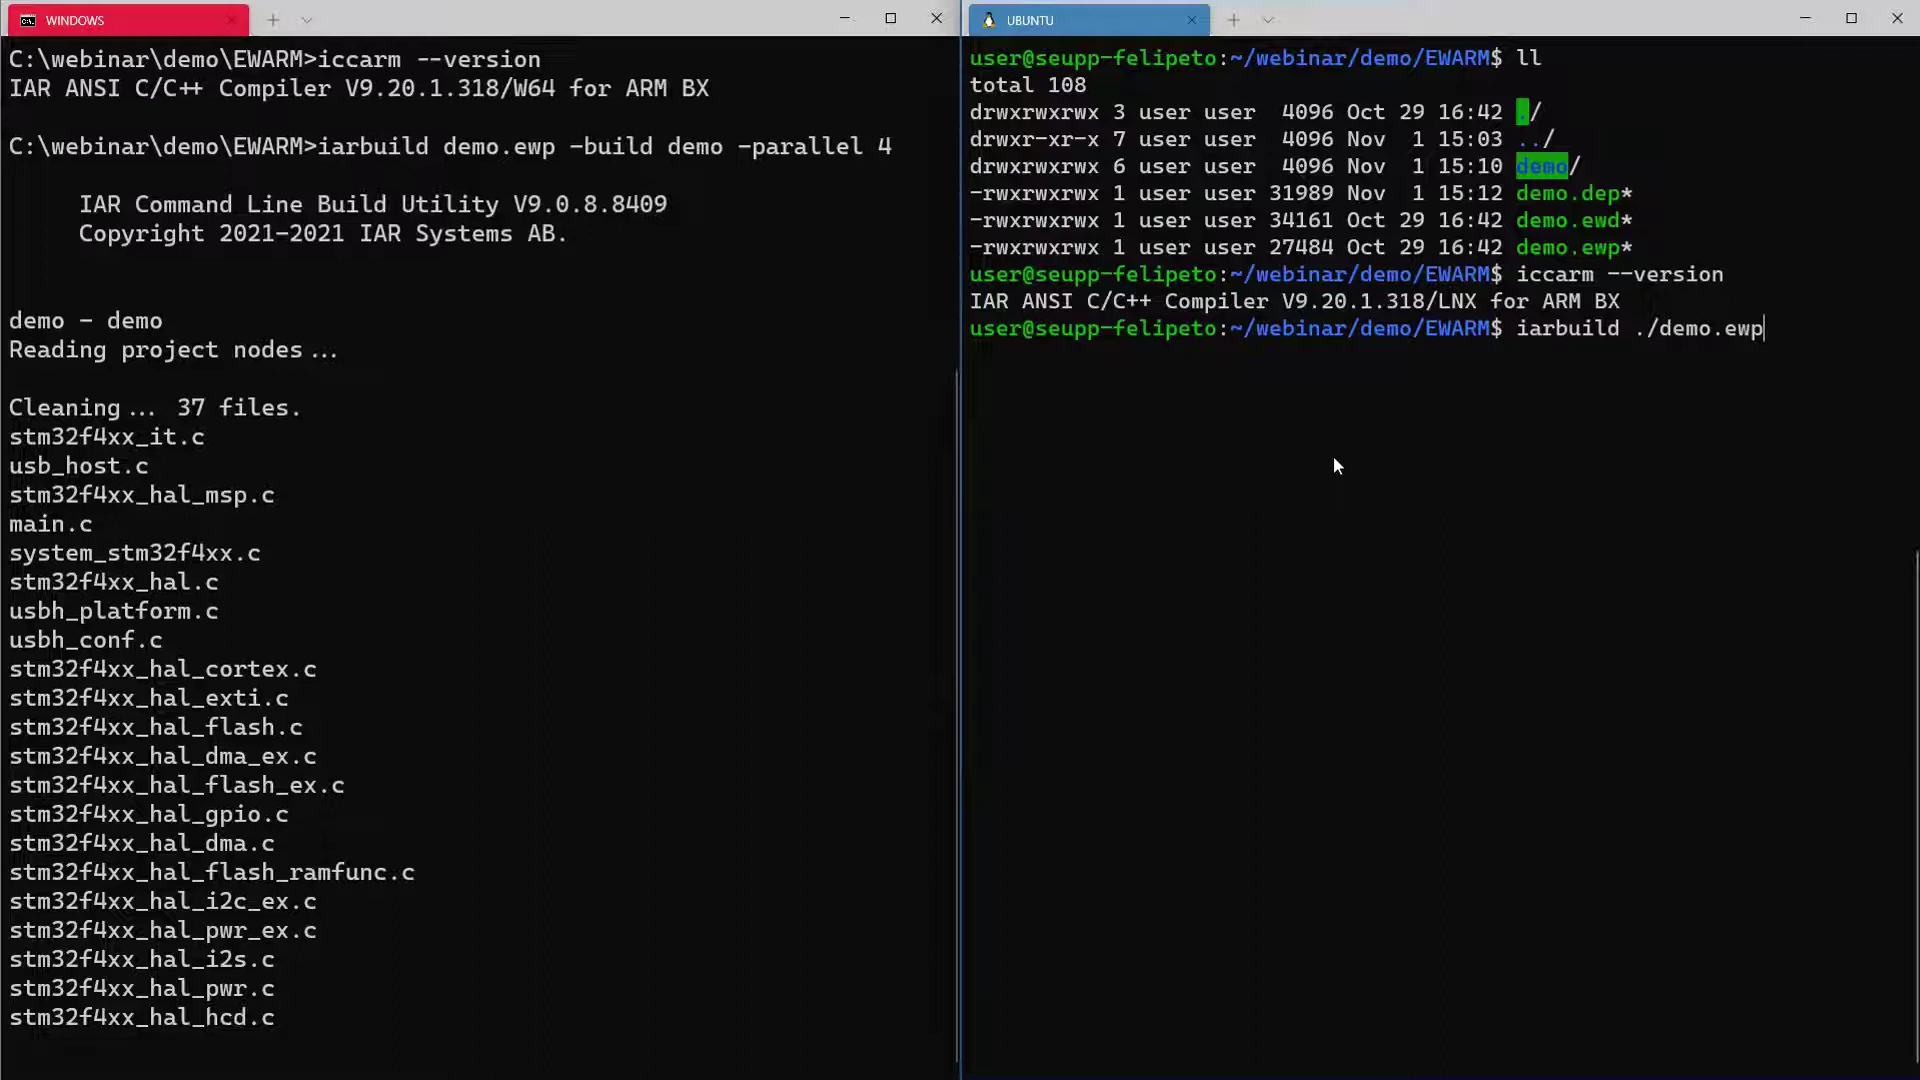 WINDOWS
C:\webinar\demo\EWARM>iccarm --version
IAR ANSI C/C++ Compiler V9.20.1.318/W64 for ARM BX
C:\webinar\demo\EWARM>iarbuild demo.ewp -build demo -parallel 4
IAR Command Line Build Utility V9.0.8.8409
Copyright 2021-2021 IAR Systems AB.
demo - demo
Reading project nodes...
Cleaning... 37 files.
stm32f4xx_it.c
usb_host.c
stm32f4xx_hal_msp.c
main.c
system_stm32f4xx.c
stm32f4xx_hal.c
usbh_platform.c
usbh_conf.c
stm32f4xx_hal_cortex.c
stm32f4xx_hal_exti.c
stm32f4xx_hal_flash.c
stm32f4xx_hal_dma_ex.c
stm32f4xx_hal_flash_ex.c
stm32f4xx_hal_gpio.c
stm32f4xx_hal_dma.c
stm32f4xx_hal_flash_ramfunc.c
stm32f4xx_hal_i2c_ex.c
stm32f4xx_hal_pwr_ex.c
stm32f4xx_hal_i2s.c
stm32f4xx_hal_pwr.c
stm32f4xx_hal_hcd.c
UBUNTU
user@seupp-felipeto:~/webinar/demo/EWARM$ ll
total 108
drwxrwxrwx 3 user user  4096 Oct 29 16:42 ./
drwxr-xr-x 7 user user  4096 Nov  1 15:03 ../
drwxrwxrwx 6 user user  4096 Nov  1 15:10 demo/
-rwxrwxrwx 1 user user 31989 Nov  1 15:12 demo.dep*
-rwxrwxrwx 1 user user 34161 Oct 29 16:42 demo.ewd*
-rwxrwxrwx 1 user user 27484 Oct 29 16:42 demo.ewp*
user@seupp-felipeto:~/webinar/demo/EWARM$ iccarm --version
IAR ANSI C/C++ Compiler V9.20.1.318/LNX for ARM BX
user@seupp-felipeto:~/webinar/demo/EWARM$ iarbuild ./demo.ewp